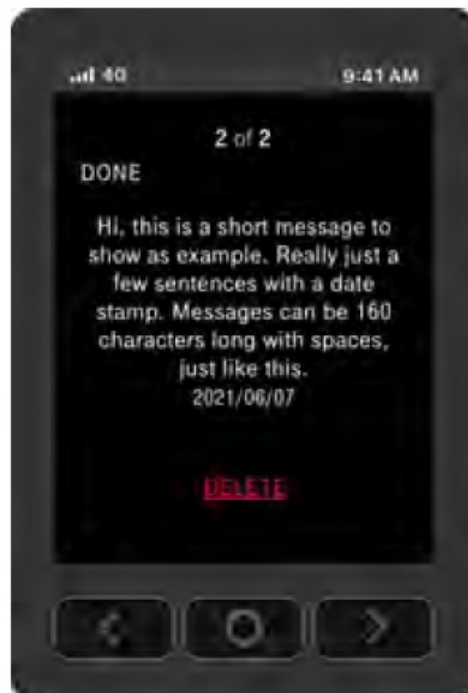 4G 9:41 AM
2 of 2
DONE
Hi, this is a short message to
show as example. Really just a
few sentences with a date
stamp. Messages can be 160
characters long with spaces,
just like this.
2021/06/07
DELETE